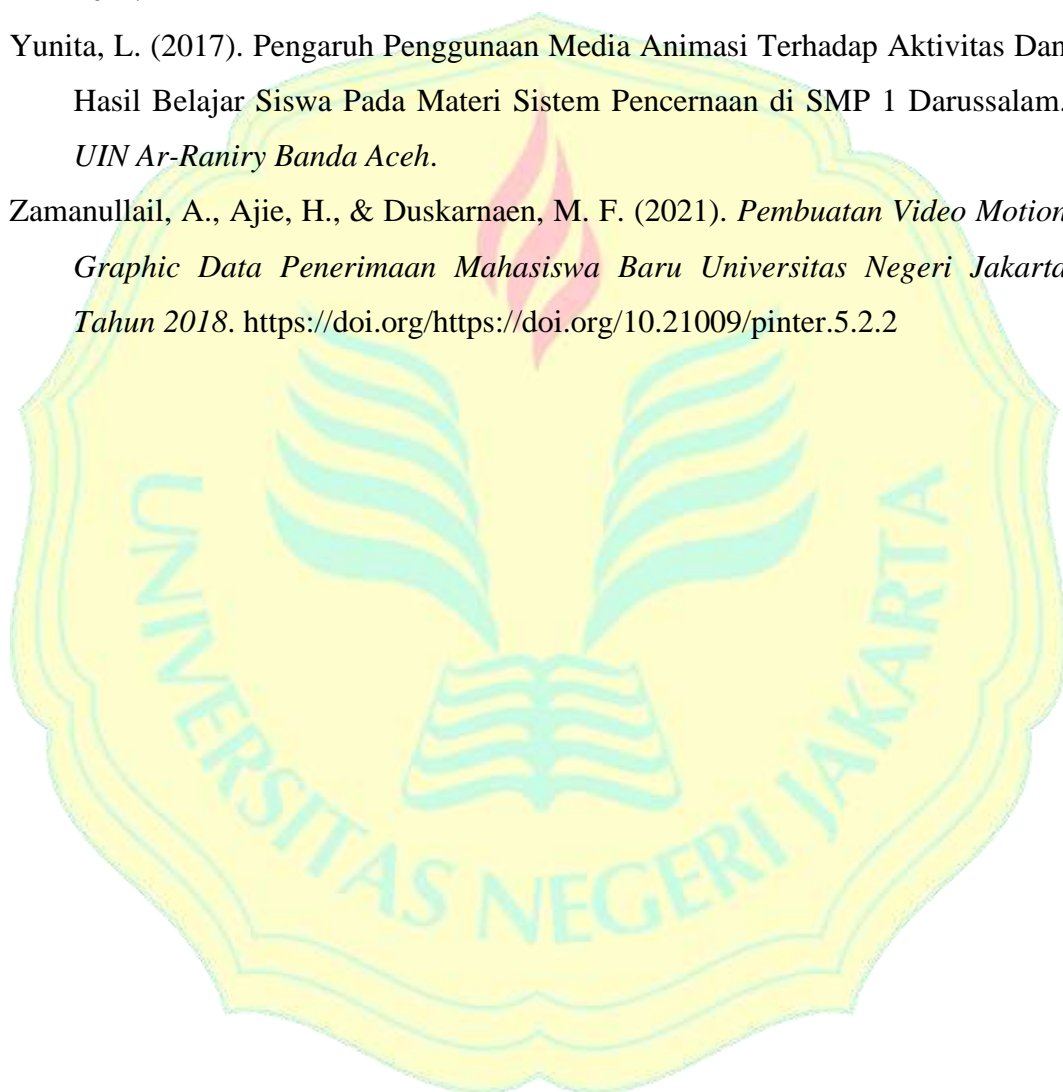 Yunita, L. (2017). Pengaruh Penggunaan Media Animasi Terhadap Aktivitas Dan
Hasil Belajar Siswa Pada Materi Sistem Pencernaan di SMP 1 Darussalam.
UIN Ar-Raniry Banda Aceh.
Zamanullail, A., Ajie, H., & Duskarnaen, M. F. (2021). Pembuatan Video Motion
Graphic Data Penerimaan Mahasiswa Baru Universitas Negeri Jakarta
Tahun 2018. https://doi.org/https://doi.org/10.21009/pinter.5.2.2
UNIVERSITAS NEGERI JAKARTA